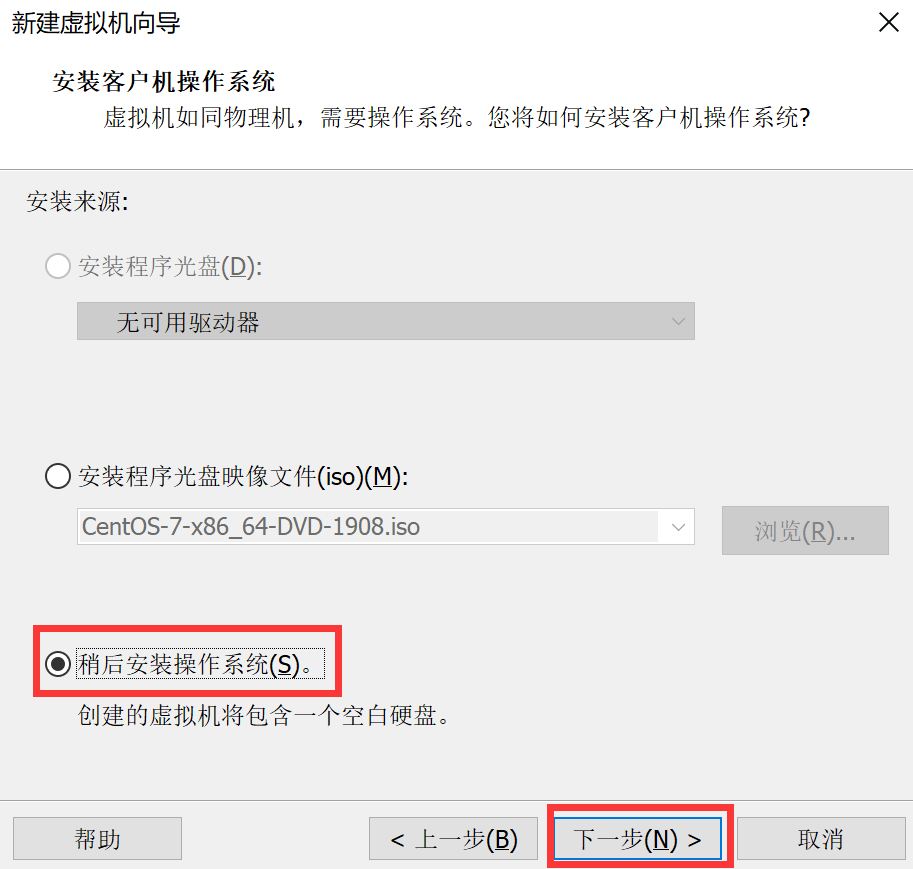 新建虚拟机向导
安装客户机操作系统
虚拟机如同物理机，需要操作系统。您将如何安装客户机操作系统?
安装来源:
安装程序光盘(D):
无可用驱动器
安装程序光盘映像文件(iso)(M):
CentOS-7-x86_64-DVD-1908.iso
浏览(R)...
稍后安装操作系统(S)。
创建的虚拟机将包含一个空白硬盘。
帮助
< 上一步(B)
下一步(N) >
取消